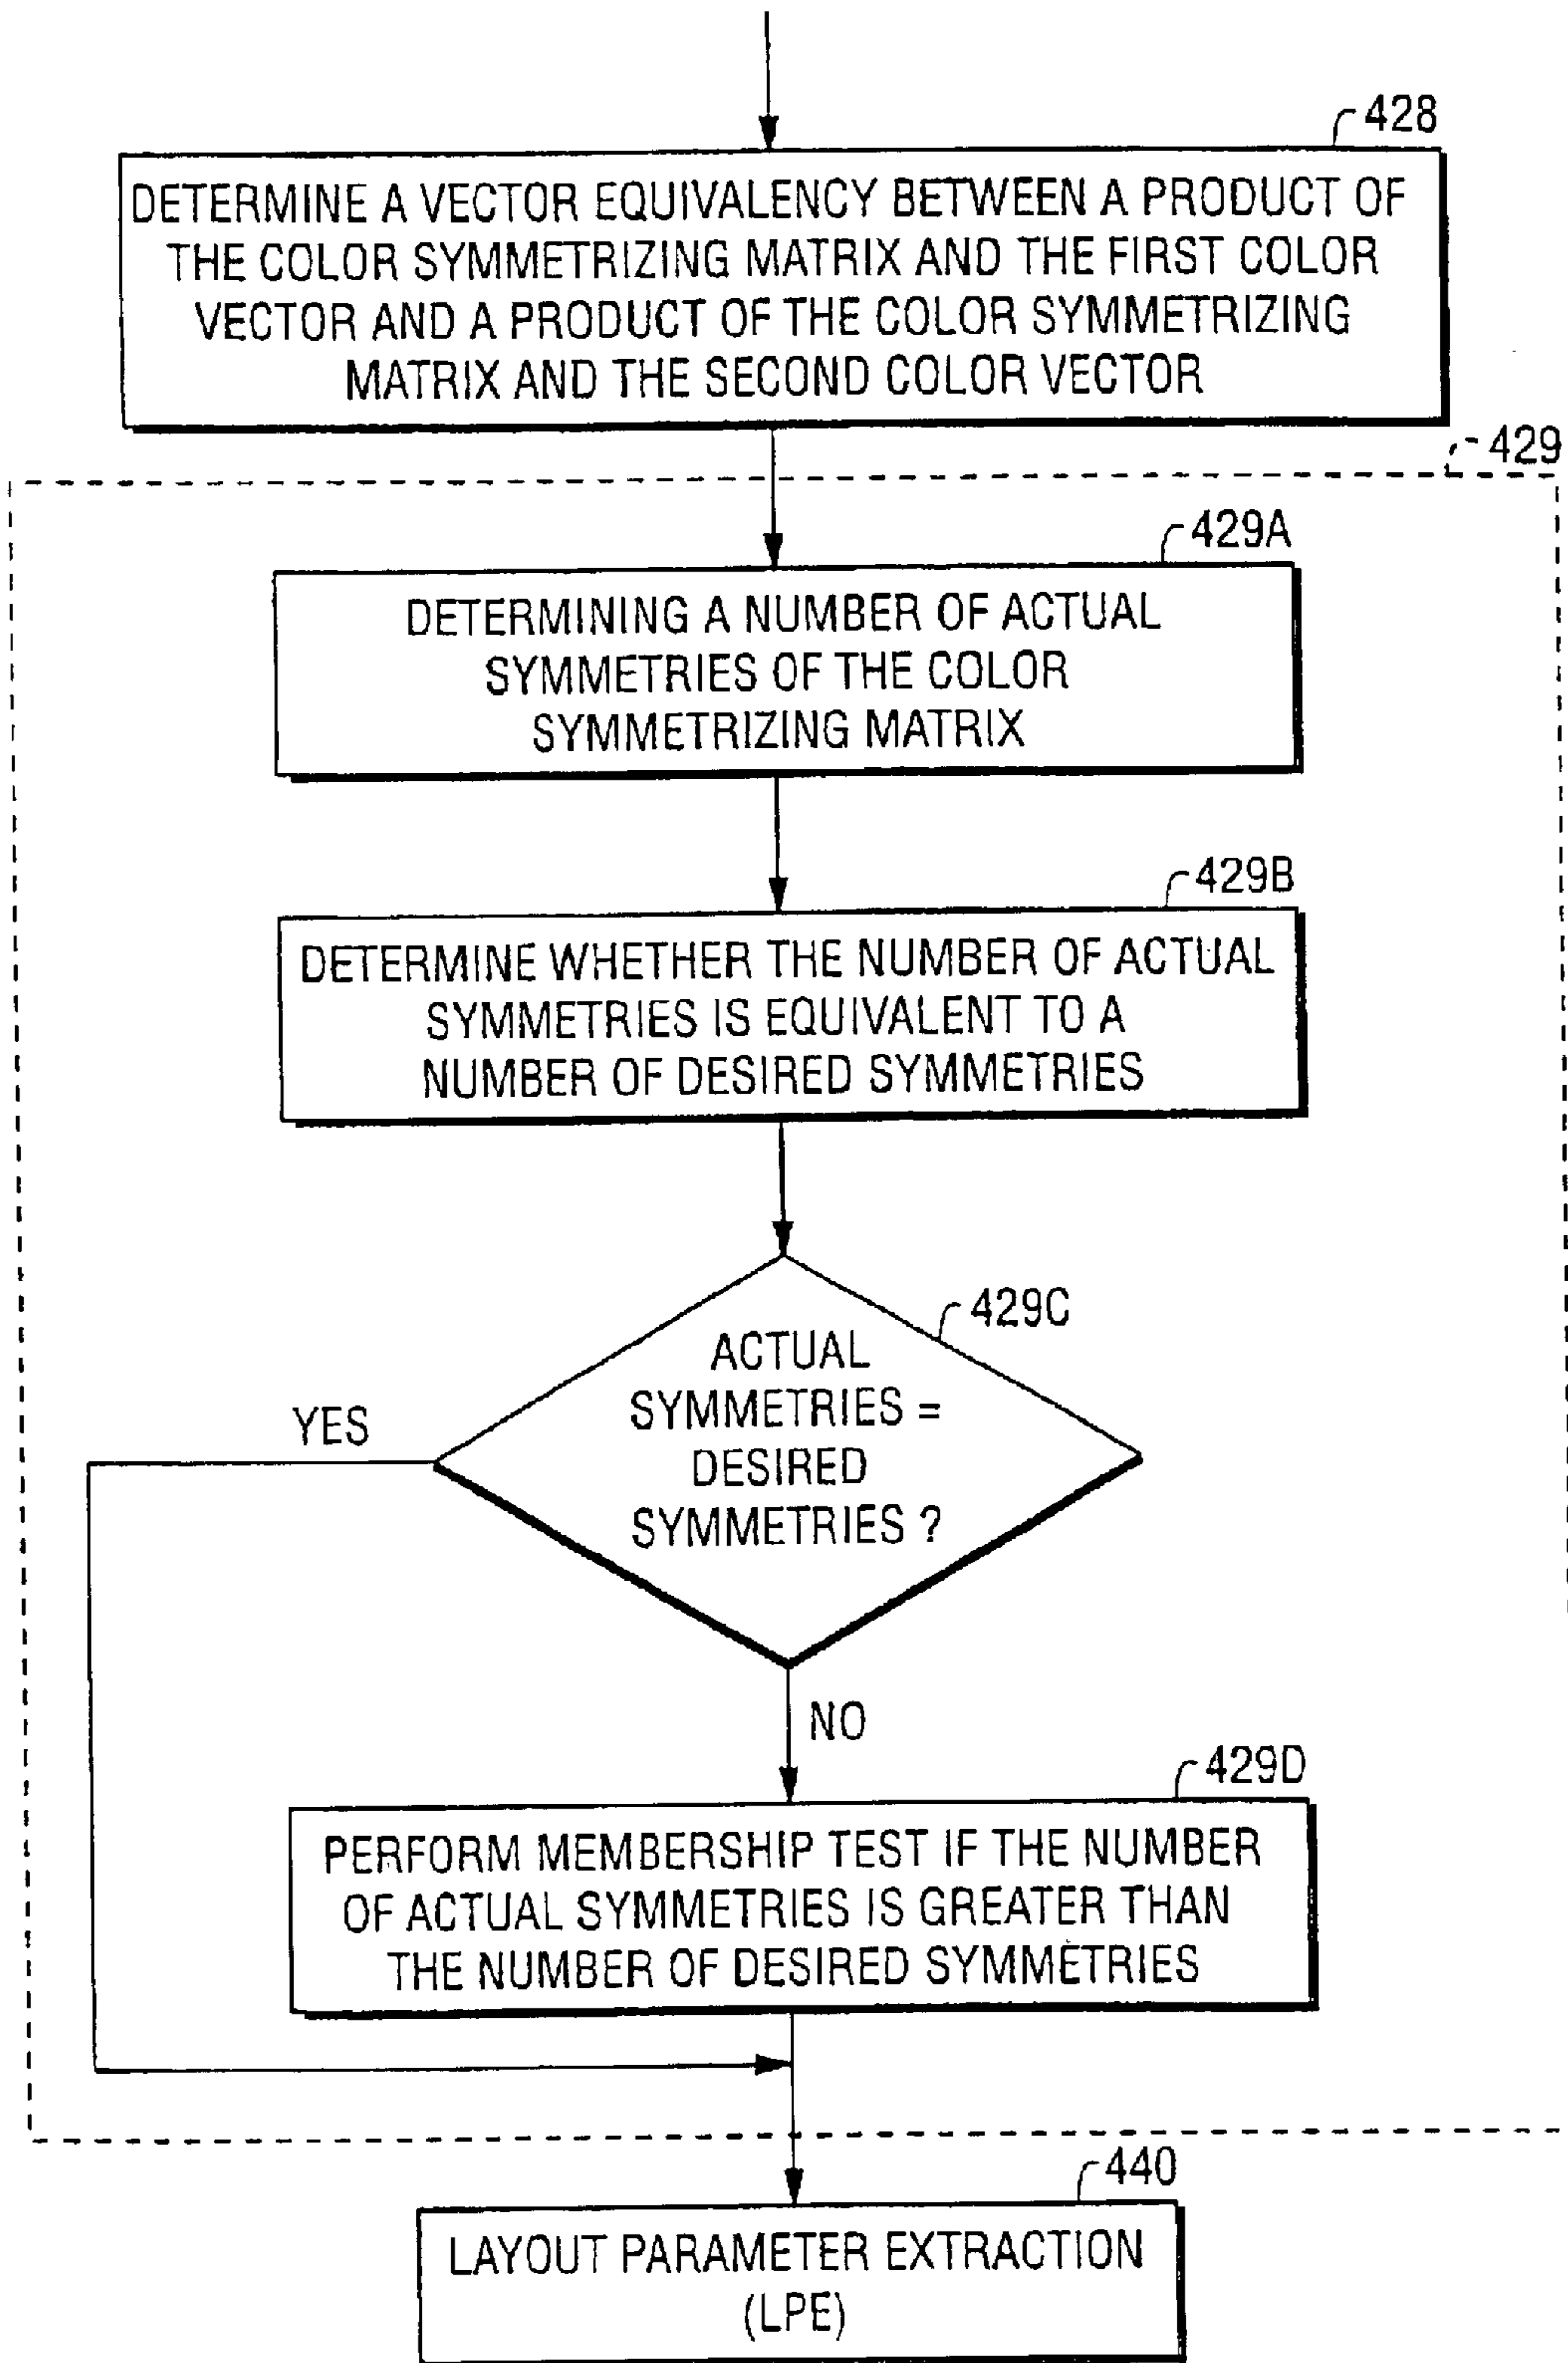 428
DETERMINE A VECTOR EQUIVALENCY BETWEEN A PRODUCT OF
THE COLOR SYMMETRIZING MATRIX AND THE FIRST COLOR
VECTOR AND A PRODUCT OF THE COLOR SYMMETRIZING
MATRIX AND THE SECOND COLOR VECTOR
429
429A
DETERMINING A NUMBER OF ACTUAL
SYMMETRIES OF THE COLOR
SYMMETRIZING MATRIX
429B
DETERMINE WHETHER THE NUMBER OF ACTUAL
SYMMETRIES IS EQUIVALENT TO A
NUMBER OF DESIRED SYMMETRIES
429C
ACTUAL
SYMMETRIES =
DESIRED
SYMMETRIES ?
YES
NO
429D
PERFORM MEMBERSHIP TEST IF THE NUMBER
OF ACTUAL SYMMETRIES IS GREATER THAN
THE NUMBER OF DESIRED SYMMETRIES
440
LAYOUT PARAMETER EXTRACTION
(LPE)